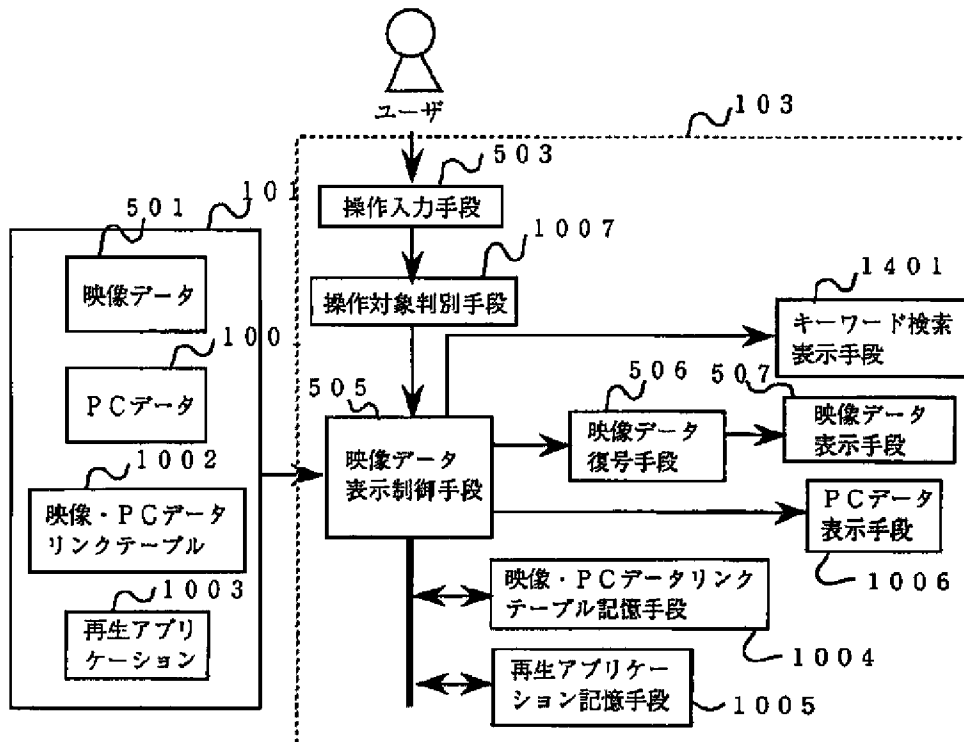 ユーザ
103
503
操作入力手段
1007
操作対象判別手段
101
501
映像データ
100
PCデータ
1002
映像・PCデータ
リンクテーブル
1003
再生アプリ
ケーション
505
映像データ
表示制御手段
1401
キーワード検索
表示手段
506
映像データ
復号手段
507
映像データ
表示手段
PCデータ
表示手段
1006
映像・PCデータリンク
テーブル記憶手段
1004
再生アプリケー
ション記憶手段
1005